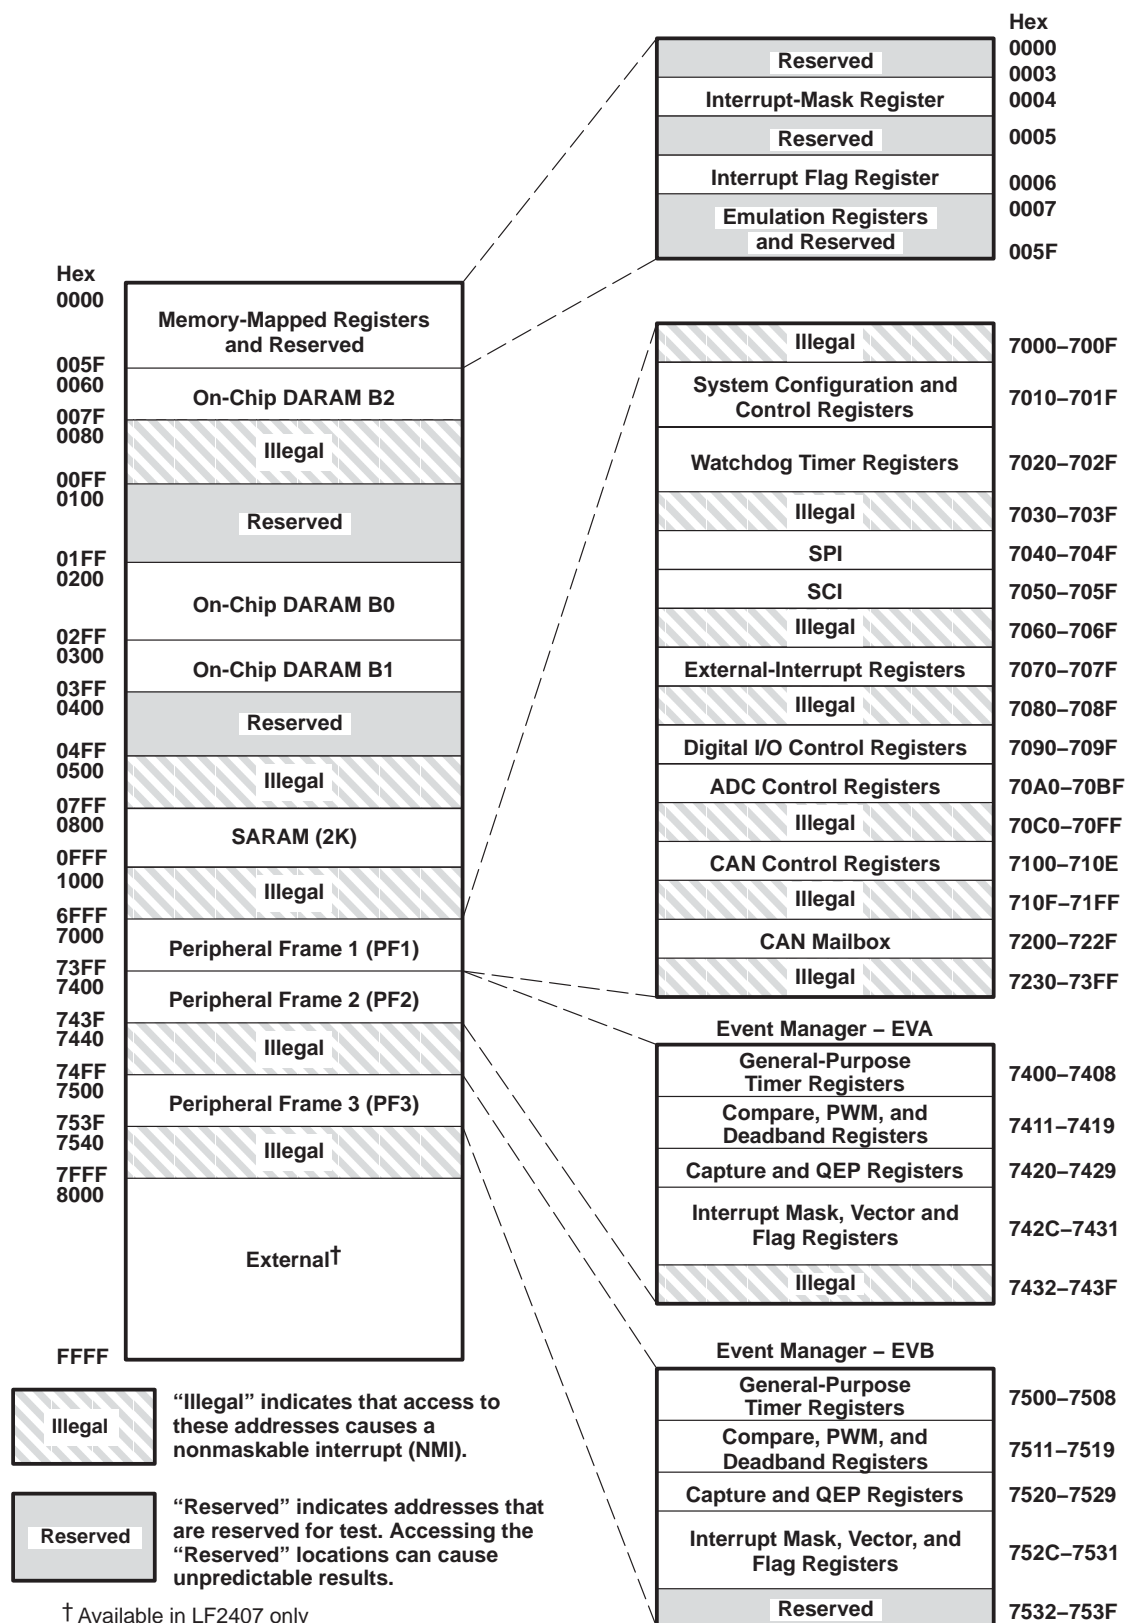 Hex
0000
Memory-Mapped Registers
and Reserved
005F
0060
On-Chip DARAM B2
007F
0080
Illegal
00FF
0100
Reserved
01FF
0200
On-Chip DARAM B0
02FF
0300
On-Chip DARAM B1
03FF
0400
Reserved
04FF
0500
Illegal
07FF
0800
SARAM (2K)
0FFF
1000
Illegal
6FFF
7000
Peripheral Frame 1 (PF1)
73FF
7400
Peripheral Frame 2 (PF2)
743F
7440
Illegal
74FF
7500
Peripheral Frame 3 (PF3)
753F
7540
Illegal
7FFF
8000
External†
FFFF
Hex
Reserved 0000
0003
Interrupt-Mask Register 0004
Reserved 0005
Interrupt Flag Register 0006
Emulation Registers 0007
and Reserved 005F
Illegal 7000–700F
System Configuration and
Control Registers 7010–701F
Watchdog Timer Registers 7020–702F
Illegal 7030–703F
SPI 7040–704F
SCI 7050–705F
Illegal 7060–706F
External-Interrupt Registers 7070–707F
Illegal 7080–708F
Digital I/O Control Registers 7090–709F
ADC Control Registers 70A0–70BF
Illegal 70C0–70FF
CAN Control Registers 7100–710E
Illegal 710F–71FF
CAN Mailbox 7200–722F
Illegal 7230–73FF
Event Manager – EVA
General-Purpose
Timer Registers 7400–7408
Compare, PWM, and
Deadband Registers 7411–7419
Capture and QEP Registers 7420–7429
Interrupt Mask, Vector and
Flag Registers 742C–7431
Illegal 7432–743F
Event Manager – EVB
General-Purpose
Timer Registers 7500–7508
Compare, PWM, and
Deadband Registers 7511–7519
Capture and QEP Registers 7520–7529
Interrupt Mask, Vector, and
Flag Registers 752C–7531
Reserved 7532–753F
Illegal
“Illegal” indicates that access to
these addresses causes a
nonmaskable interrupt (NMI).
Reserved
“Reserved” indicates addresses that
are reserved for test. Accessing the
“Reserved” locations can cause
unpredictable results.
† Available in LF2407 only